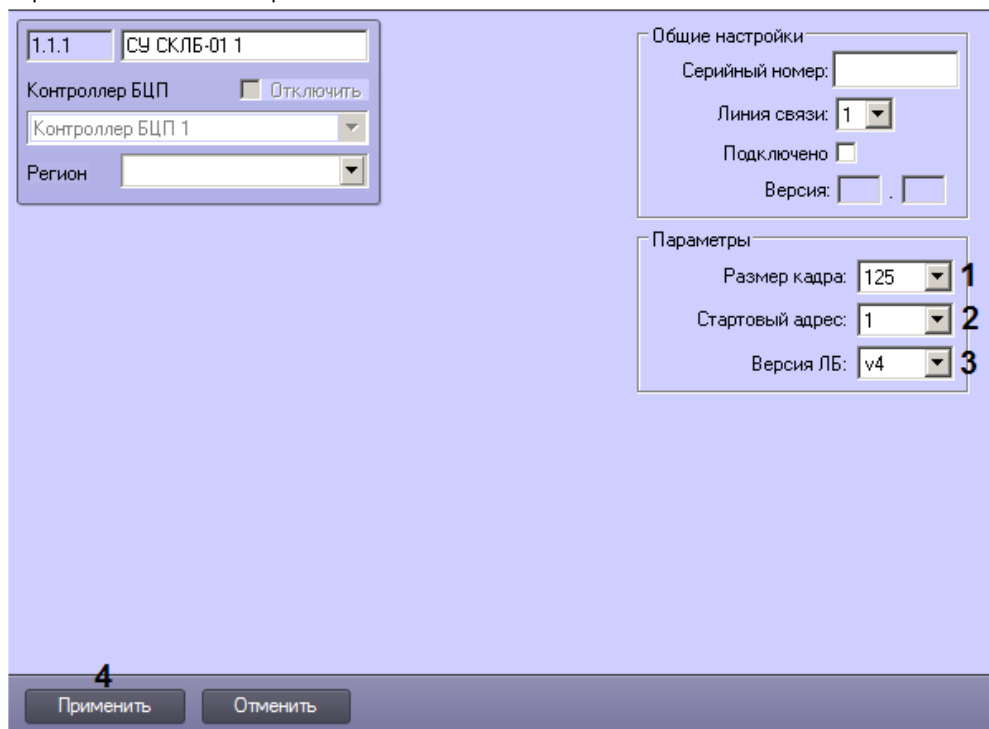 1.1.1 СУ СКЛБ-01 1
Контроллер БЦП Отключить
Контроллер БЦП 1
Регион
Общие настройки
Серийный номер:
Линия связи: 1
Подключено
Версия: .
Параметры
Размер кадра: 125 1
Стартовый адрес: 1 2
Версия ЛБ: v4 3
4
Применить Отменить